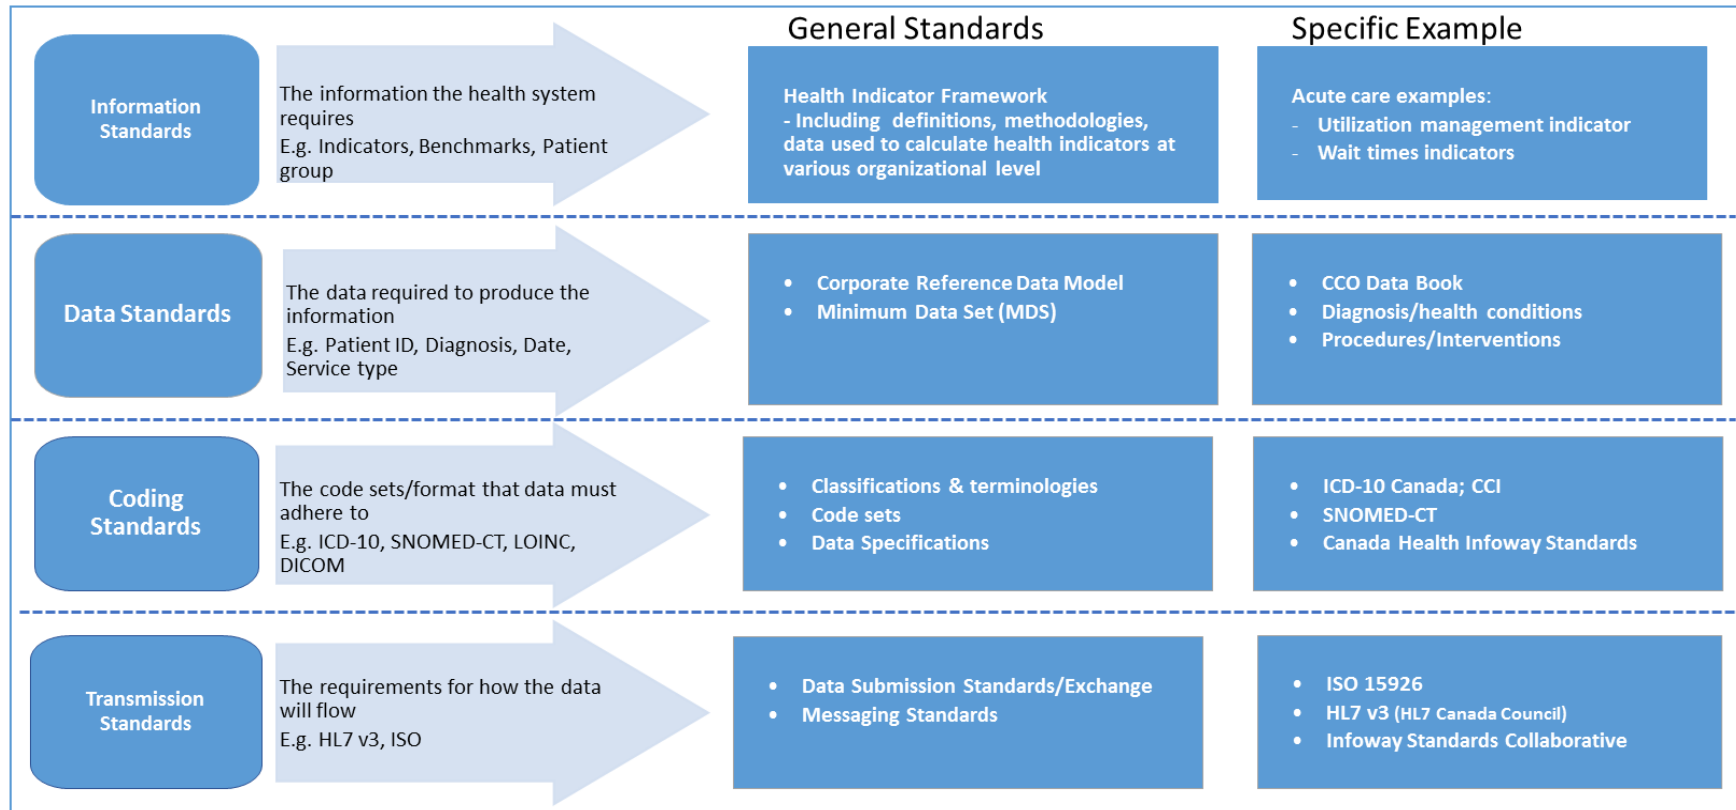 General Standards
Specific Example
Information
Standards
The information the health system
requires
E.g. Indicators, Benchmarks, Patient
group
Health Indicator Framework
- Including definitions, methodologies,
data used to calculate health indicators at
various organizational level
Acute care examples:
- Utilization management indicator
- Wait times indicators
Data Standards
The data required to produce the
information
E.g. Patient ID, Diagnosis, Date,
Service type
• Corporate Reference Data Model
• Minimum Data Set (MDS)
• CCO Data Book
• Diagnosis/health conditions
• Procedures/Interventions
Coding
Standards
The code sets/format that data must
adhere to
E.g. ICD-10, SNOMED-CT, LOINC,
DICOM
• Classifications & terminologies
• Code sets
• Data Specifications
• ICD-10 Canada; CCI
• SNOMED-CT
• Canada Health Infoway Standards
Transmission
Standards
The requirements for how the data
will flow
E.g. HL7 v3, ISO
• Data Submission Standards/Exchange
• Messaging Standards
• ISO 15926
• HL7 v3 (HL7 Canada Council)
• Infoway Standards Collaborative